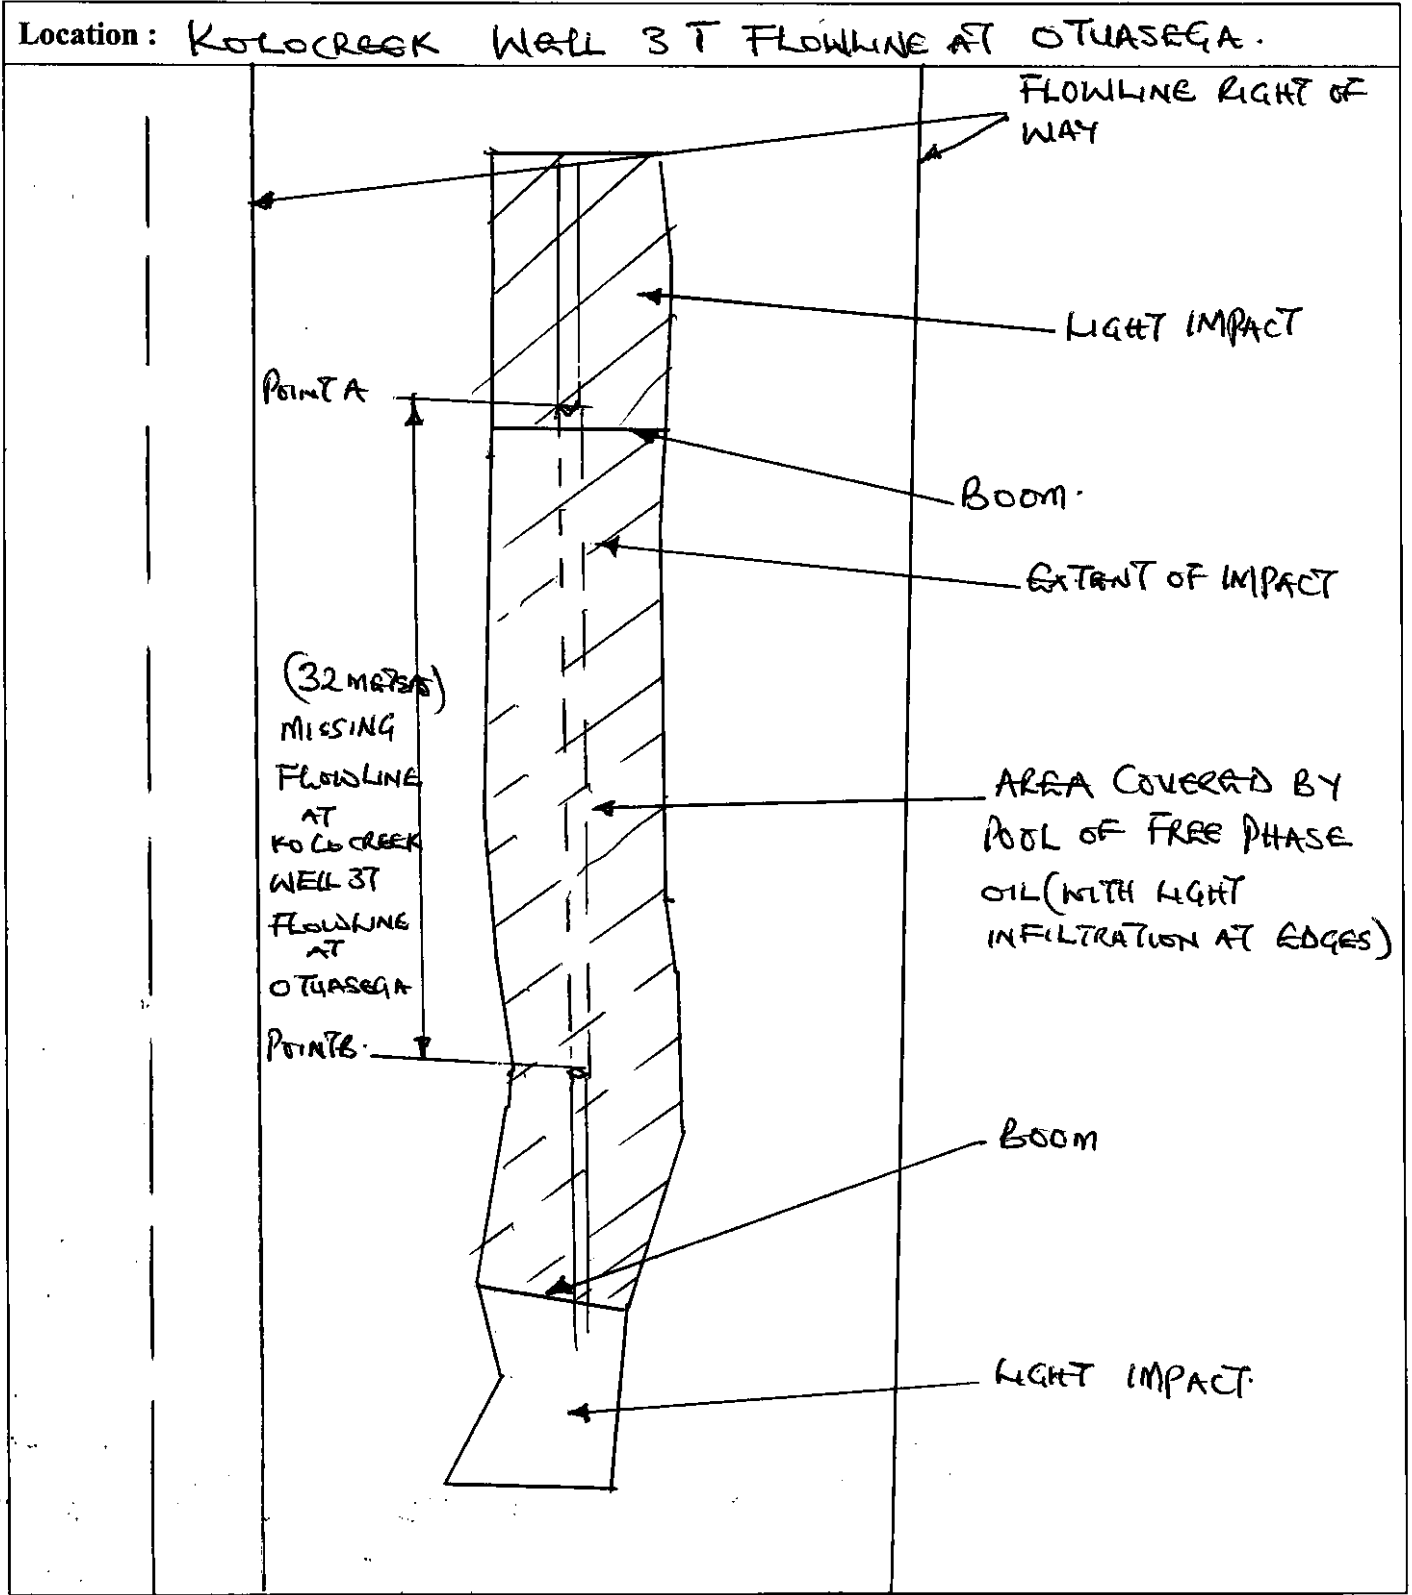 Location : KOLOCREEK WELL 3T FLOWLINE AT OTUASEGA.
FLOWLINE RIGHT OF
WAY
LIGHT IMPACT
POINT A
BOOM.
EXTENT OF IMPACT
(32 METERS)
MISSING
FLOWLINE
AT
KOLOCREEK
WELL 3T
FLOWLINE
AT
OTUASEGA
AREA COVERED BY
POOL OF FREE PHASE
OIL (WITH LIGHT
INFILTRATION AT EDGES)
POINT B.
BOOM
LIGHT IMPACT.